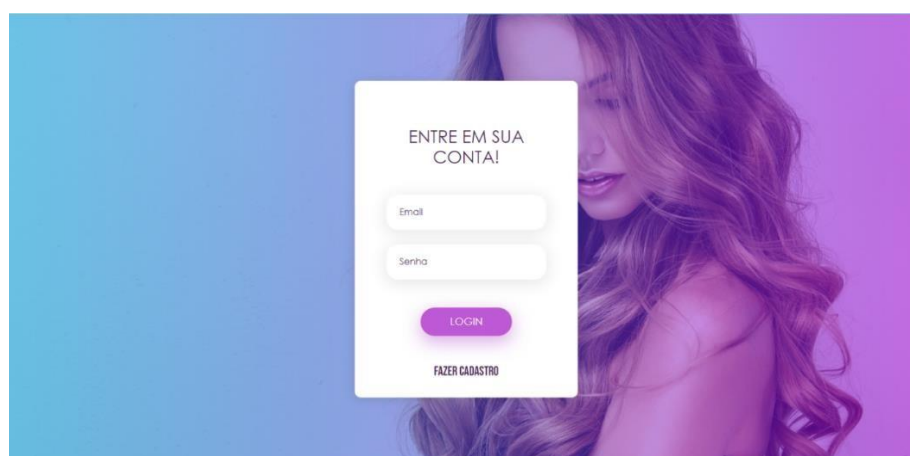 ENTRE EM SUA
CONTA!
Email
Senha
LOGIN
FAZER CADASTRO